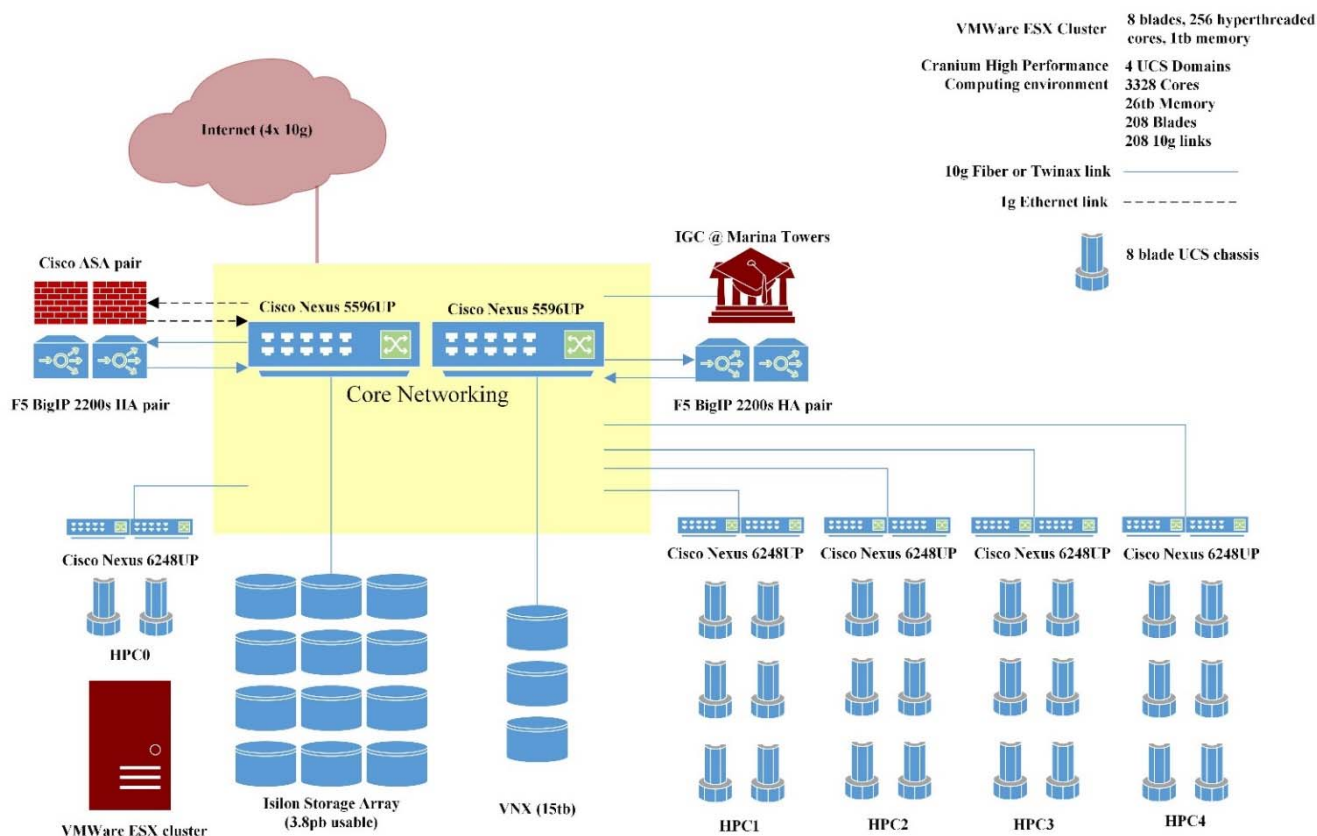 VMWare ESX Cluster
8 blades, 256 hyperthreaded
cores, 1tb memory
Cranium High Performance
Computing environment
4 UCS Domains
3328 Cores
26tb Memory
208 Blades
208 10g links
10g Fiber or Twinax link
1g Ethernet link
8 blade UCS chassis
Internet (4x 10g)
IGC @ Marina Towers
Cisco ASA pair
Cisco Nexus 5596UP
Cisco Nexus 5596UP
Core Networking
F5 BigIP 2200s HA pair
F5 BigIP 2200s HA pair
Cisco Nexus 6248UP
Cisco Nexus 6248UP
Cisco Nexus 6248UP
Cisco Nexus 6248UP
Cisco Nexus 6248UP
HPC0
VMWare ESX cluster
Isilon Storage Array
(3.8pb usable)
VNX (15tb)
HPC1
HPC2
HPC3
HPC4